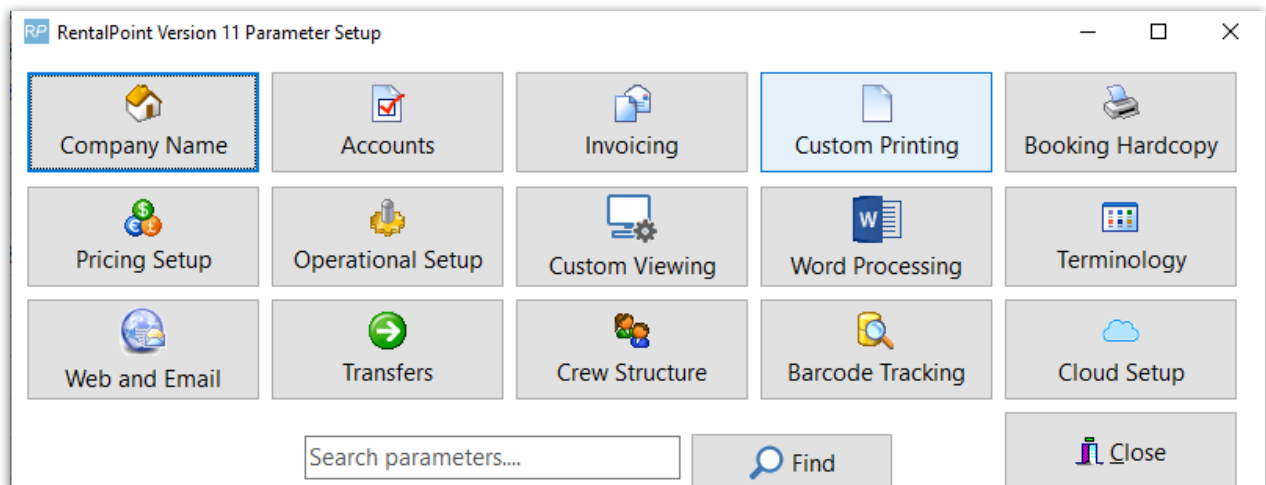 RP RentalPoint Version 11 Parameter Setup
Company Name
Accounts
Invoicing
Custom Printing
Booking Hardcopy
Pricing Setup
Operational Setup
Custom Viewing
W
Word Processing
Terminology
Web and Email
Transfers
Crew Structure
Barcode Tracking
Cloud Setup
Search parameters....
Find
Close